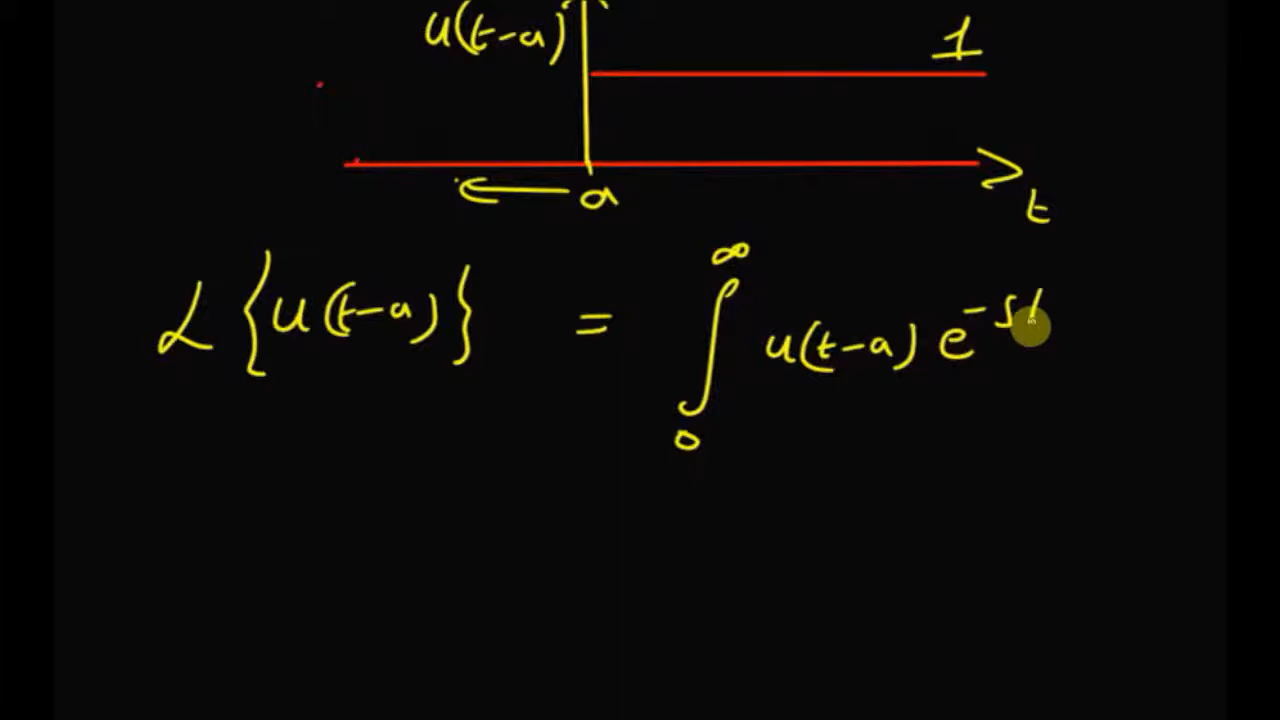 u(t-a)
1
a
t
ℒ{u(t-a)} = ∫₀^∞ u(t-a) e^-s